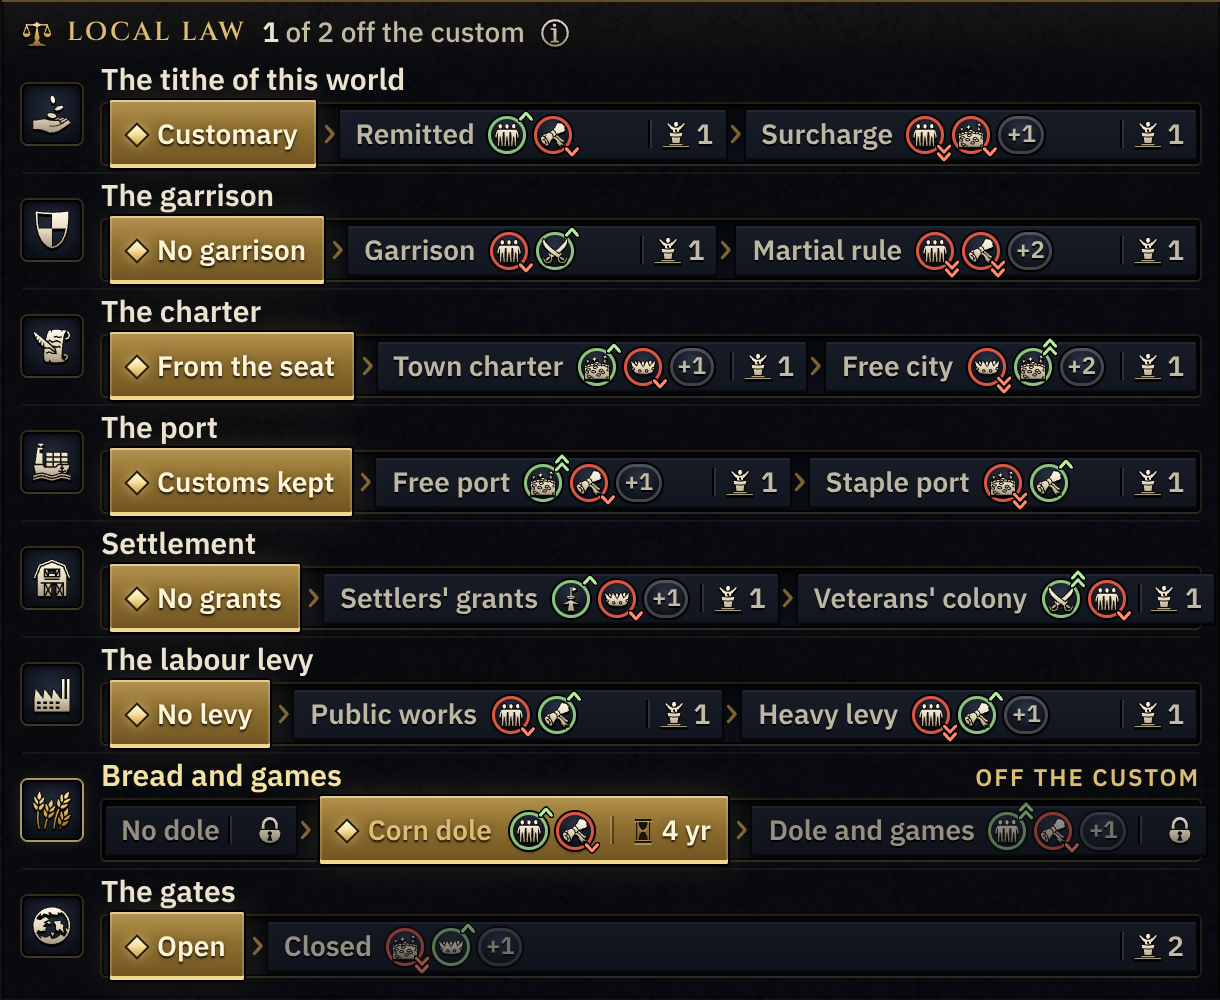 LOCAL LAW 1 of 2 off the custom
The tithe of this world
Customary Remitted 1 Surcharge +1 1
The garrison
No garrison Garrison 1 Martial rule +2 1
The charter
From the seat Town charter +1 1 Free city +2 1
The port
Customs kept Free port +1 1 Staple port 1
Settlement
No grants Settlers' grants +1 1 Veterans' colony 1
The labour levy
No levy Public works 1 Heavy levy +1 1
Bread and games OFF THE CUSTOM
No dole Corn dole 4 yr Dole and games +1
The gates
Open Closed +1 2